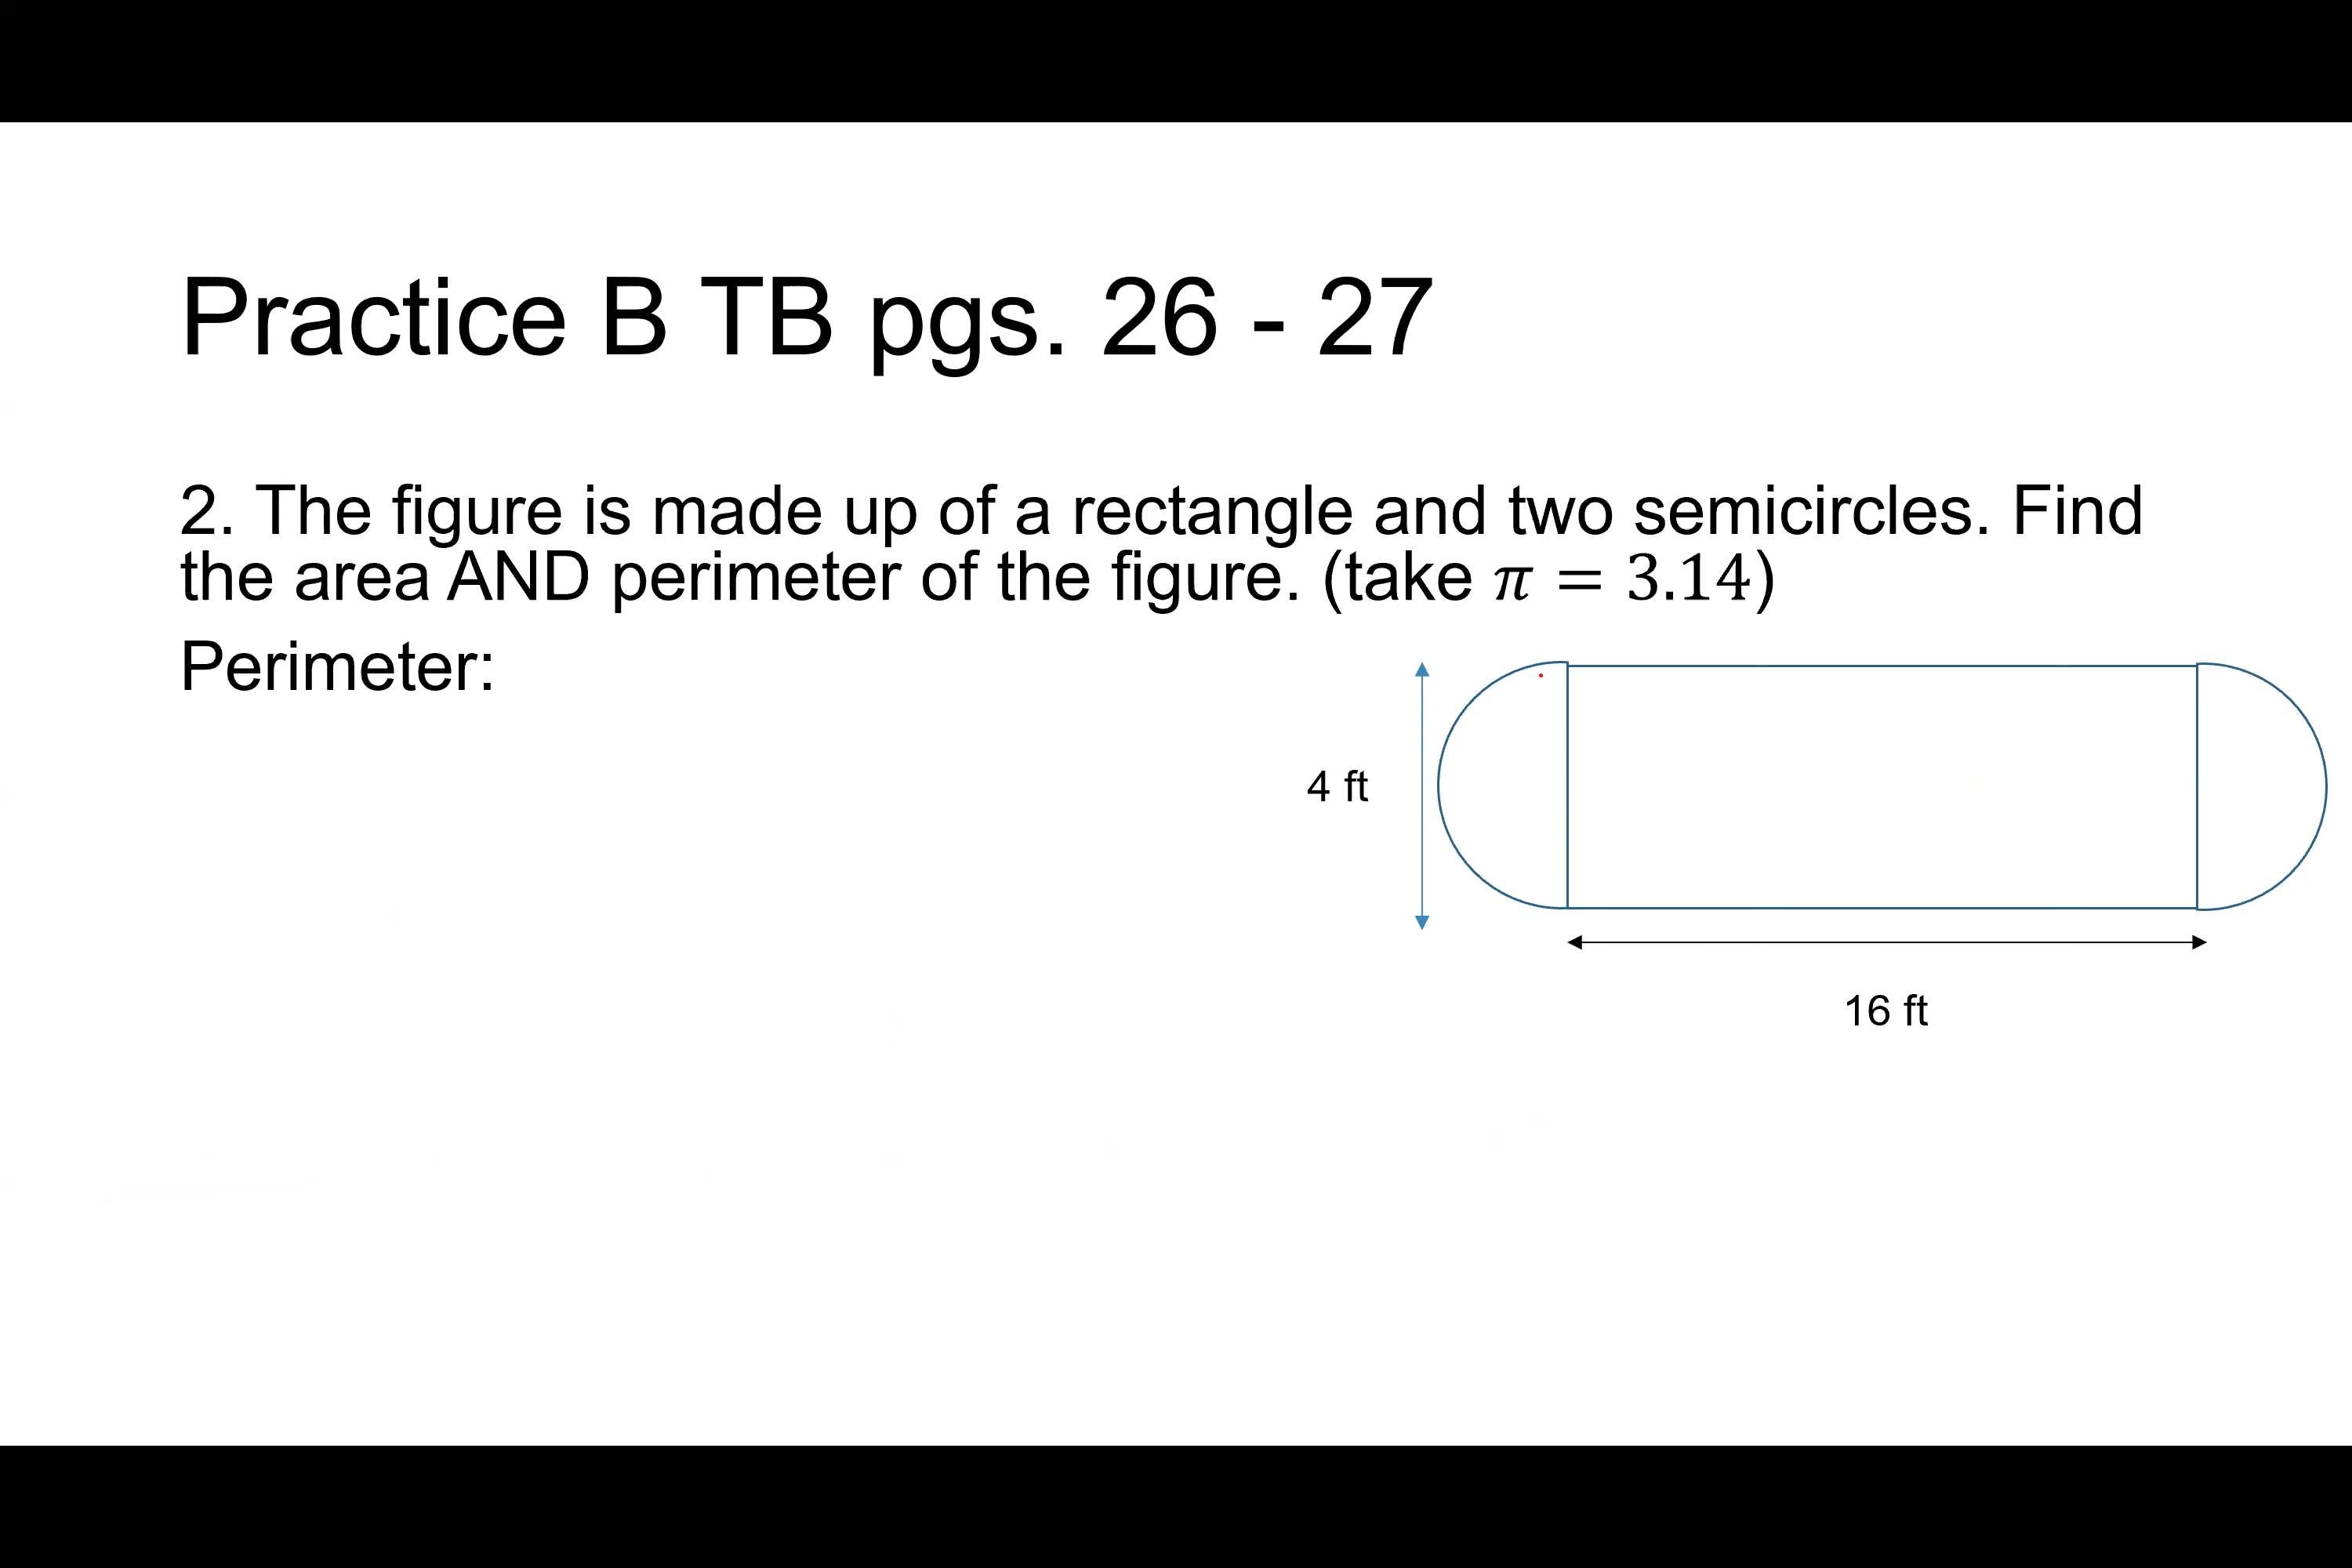 Practice B TB pgs. 26 - 27
2. The figure is made up of a rectangle and two semicircles. Find
the area AND perimeter of the figure. (take 𝜋 = 3.14)
Perimeter:
4 ft
16 ft